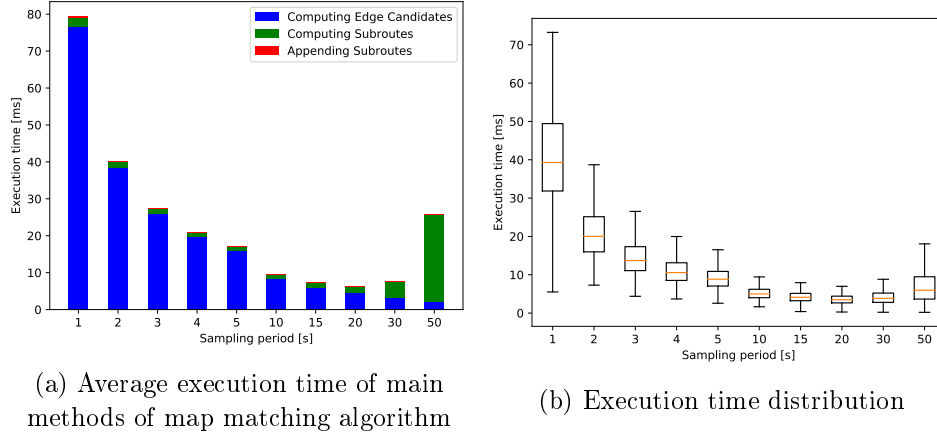 80
70
60
50
40
30
20
10
0
Execution time [ms]
Computing Edge Candidates
Computing Subroutes
Appending Subroutes
1 2 3 4 5 10 15 20 30 50
Sampling period [s]
(a) Average execution time of main
methods of map matching algorithm
70
60
50
40
30
20
10
0
Execution time [ms]
1 2 3 4 5 10 15 20 30 50
Sampling period [s]
(b) Execution time distribution